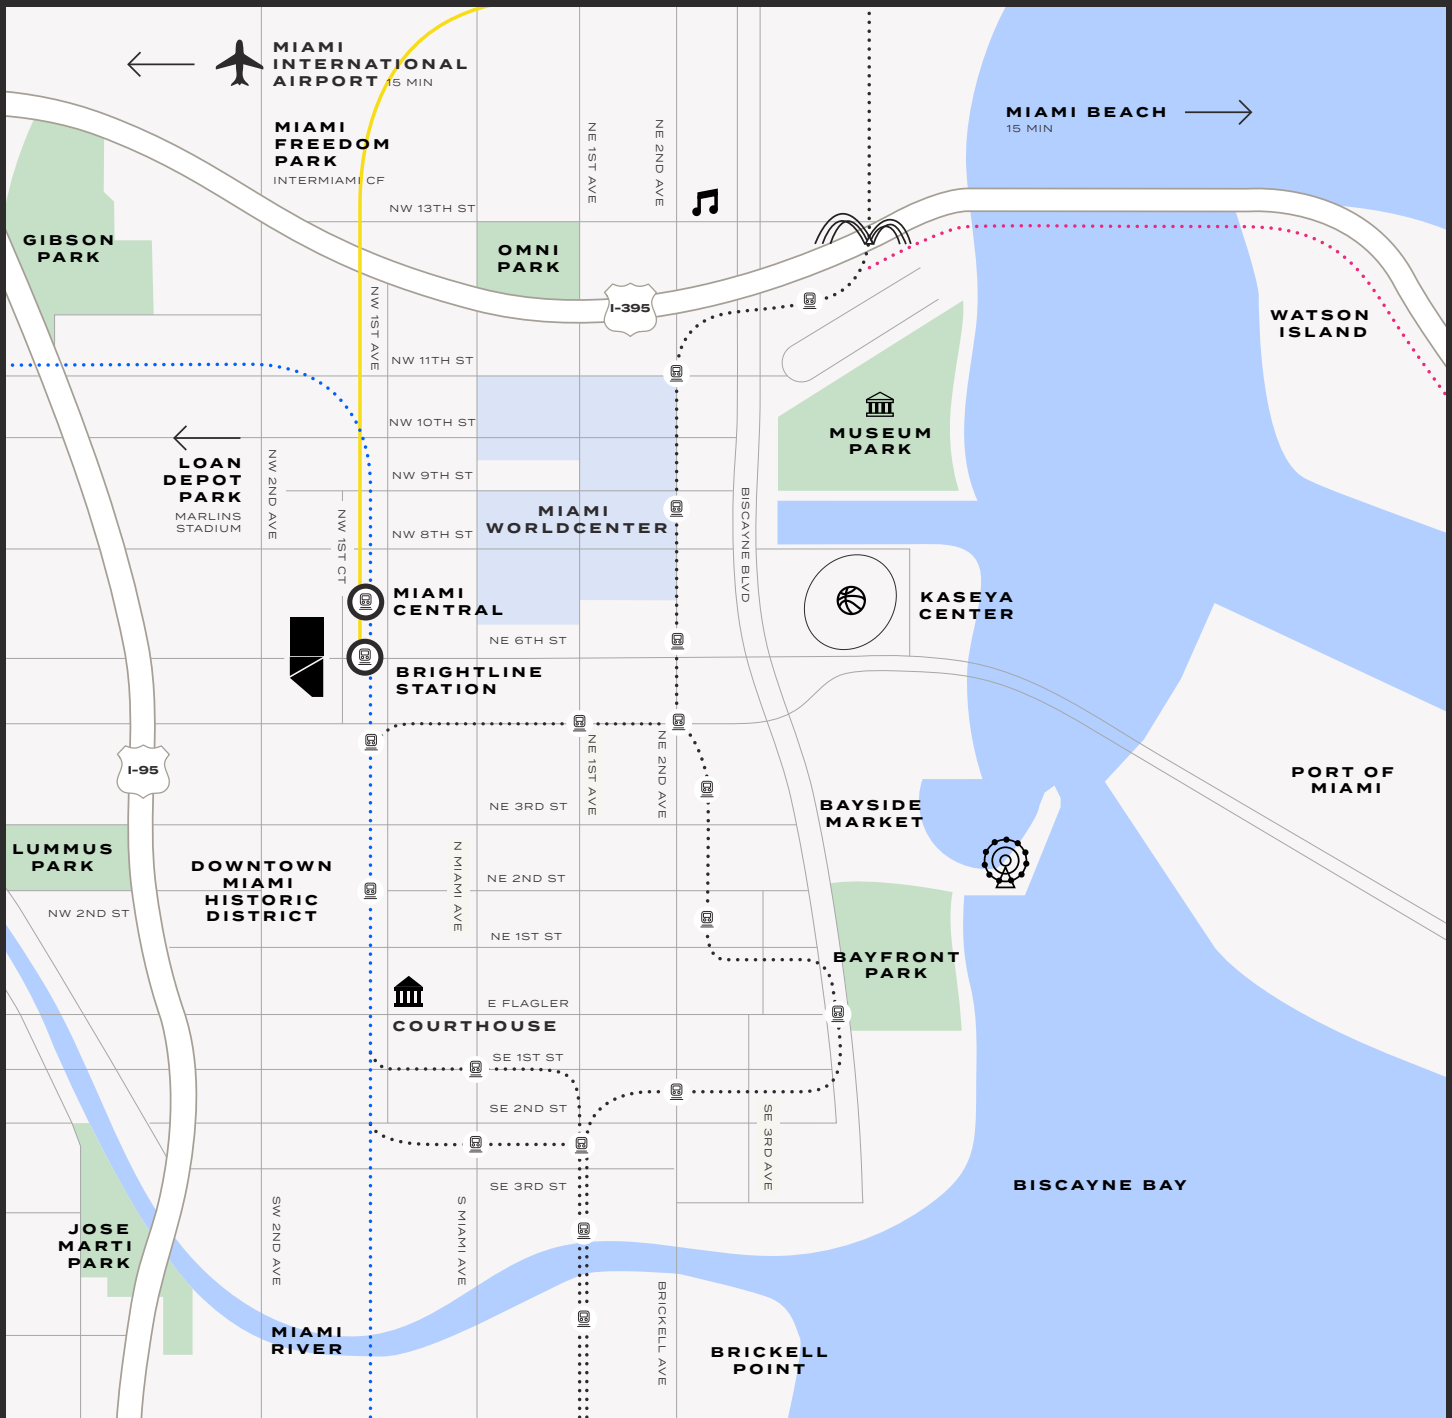 MIAMI
INTERNATIONAL
AIRPORT 15 MIN
MIAMI BEACH
15 MIN
MIAMI
FREEDOM
PARK
INTERMIAMI CF
NE 1ST AVE
NE 2ND AVE
NW 13TH ST
GIBSON
PARK
OMNI
PARK
I-395
NW 1ST AVE
WATSON
ISLAND
NW 11TH ST
NW 10TH ST
MUSEUM
PARK
LOAN
DEPOT
PARK
MARLINS
STADIUM
NW 2ND AVE
NW 9TH ST
MIAMI
WORLDCENTER
NW 8TH ST
NW 1ST CT
BISCAYNE BLVD
MIAMI
CENTRAL
KASEYA
CENTER
NE 6TH ST
BRIGHTLINE
STATION
I-95
NE 1ST AVE
NE 2ND AVE
PORT OF
MIAMI
NE 3RD ST
BAYSIDE
MARKET
LUMMUS
PARK
DOWNTOWN
MIAMI
HISTORIC
DISTRICT
N MIAMI AVE
NE 2ND ST
NW 2ND ST
NE 1ST ST
BAYFRONT
PARK
E FLAGLER
COURTHOUSE
SE 1ST ST
SE 2ND ST
SE 3RD AVE
SE 3RD ST
BISCAYNE BAY
JOSE
MARTI
PARK
SW 2ND AVE
S MIAMI AVE
BRICKELL AVE
MIAMI
RIVER
BRICKELL
POINT